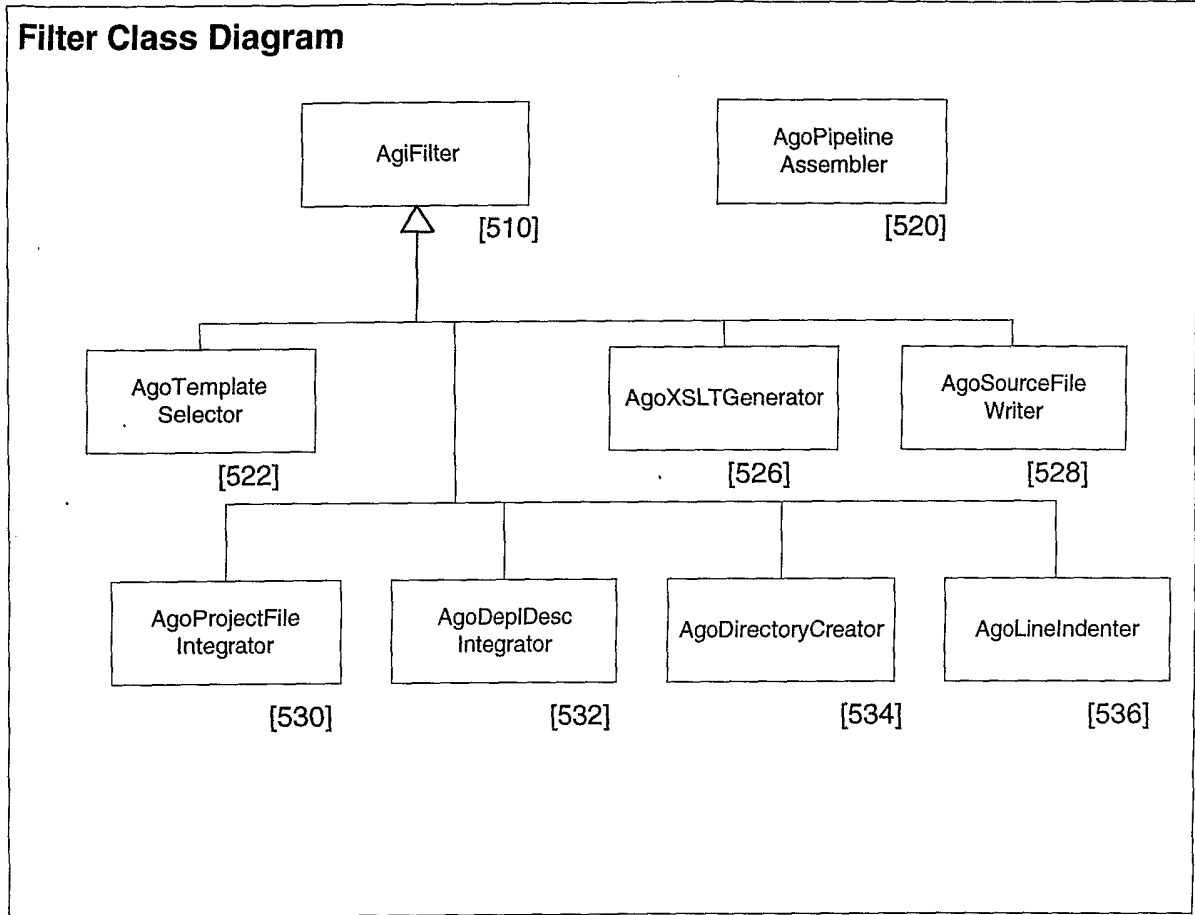 Filter Class Diagram
AgiFilter
[510]
AgoPipeline
Assembler
[520]
AgoTemplate
Selector
[522]
AgoXSLTGenerator
[526]
AgoSourceFile
Writer
[528]
AgoProjectFile
Integrator
[530]
AgoDeplDesc
Integrator
[532]
AgoDirectoryCreator
[534]
AgoLineIndenter
[536]